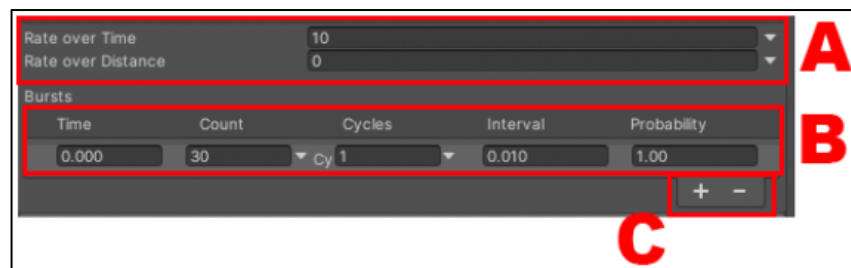 Rate over Time 10
Rate over Distance 0
A
Bursts
Time Count Cycles Interval Probability
0.000 30 Cy 1 0.010 1.00
B
+ -
C